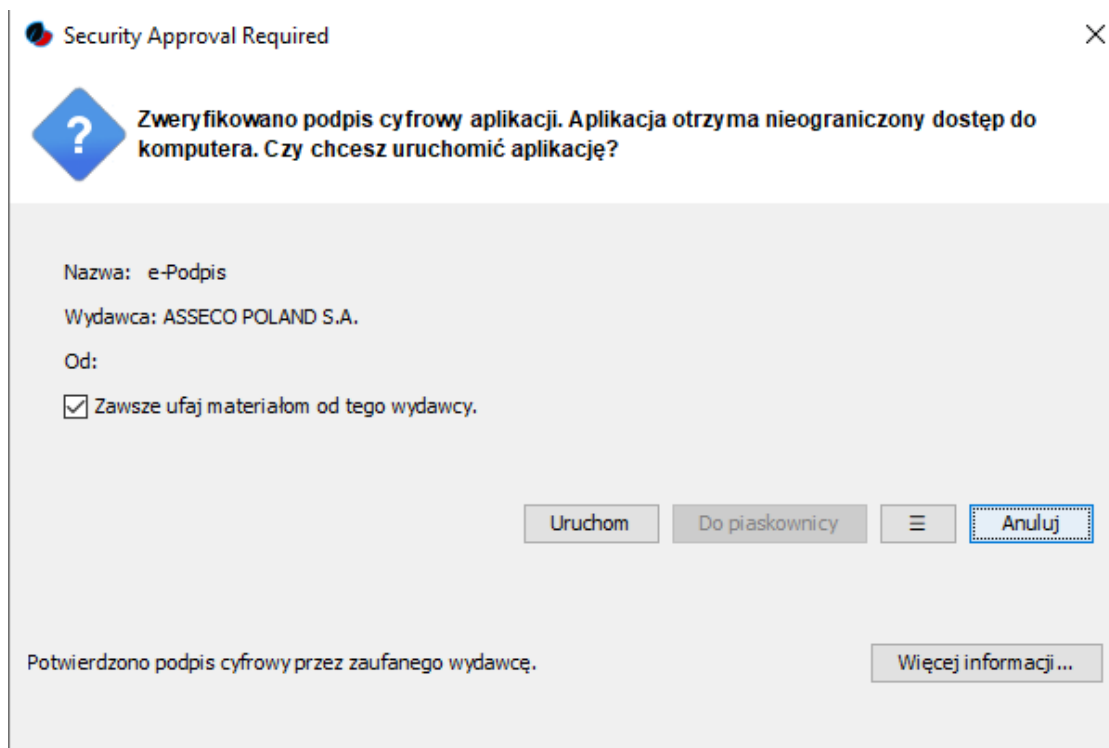 Security Approval Required
?
Zweryfikowano podpis cyfrowy aplikacji. Aplikacja otrzyma nieograniczony dostęp do
komputera. Czy chcesz uruchomić aplikację?
Nazwa: e-Podpis
Wydawca: ASSECO POLAND S.A.
Od:
Zawsze ufaj materiałom od tego wydawcy.
Uruchom Do piaskownicy ☰ Anuluj
Potwierdzono podpis cyfrowy przez zaufanego wydawcę. Więcej informacji...